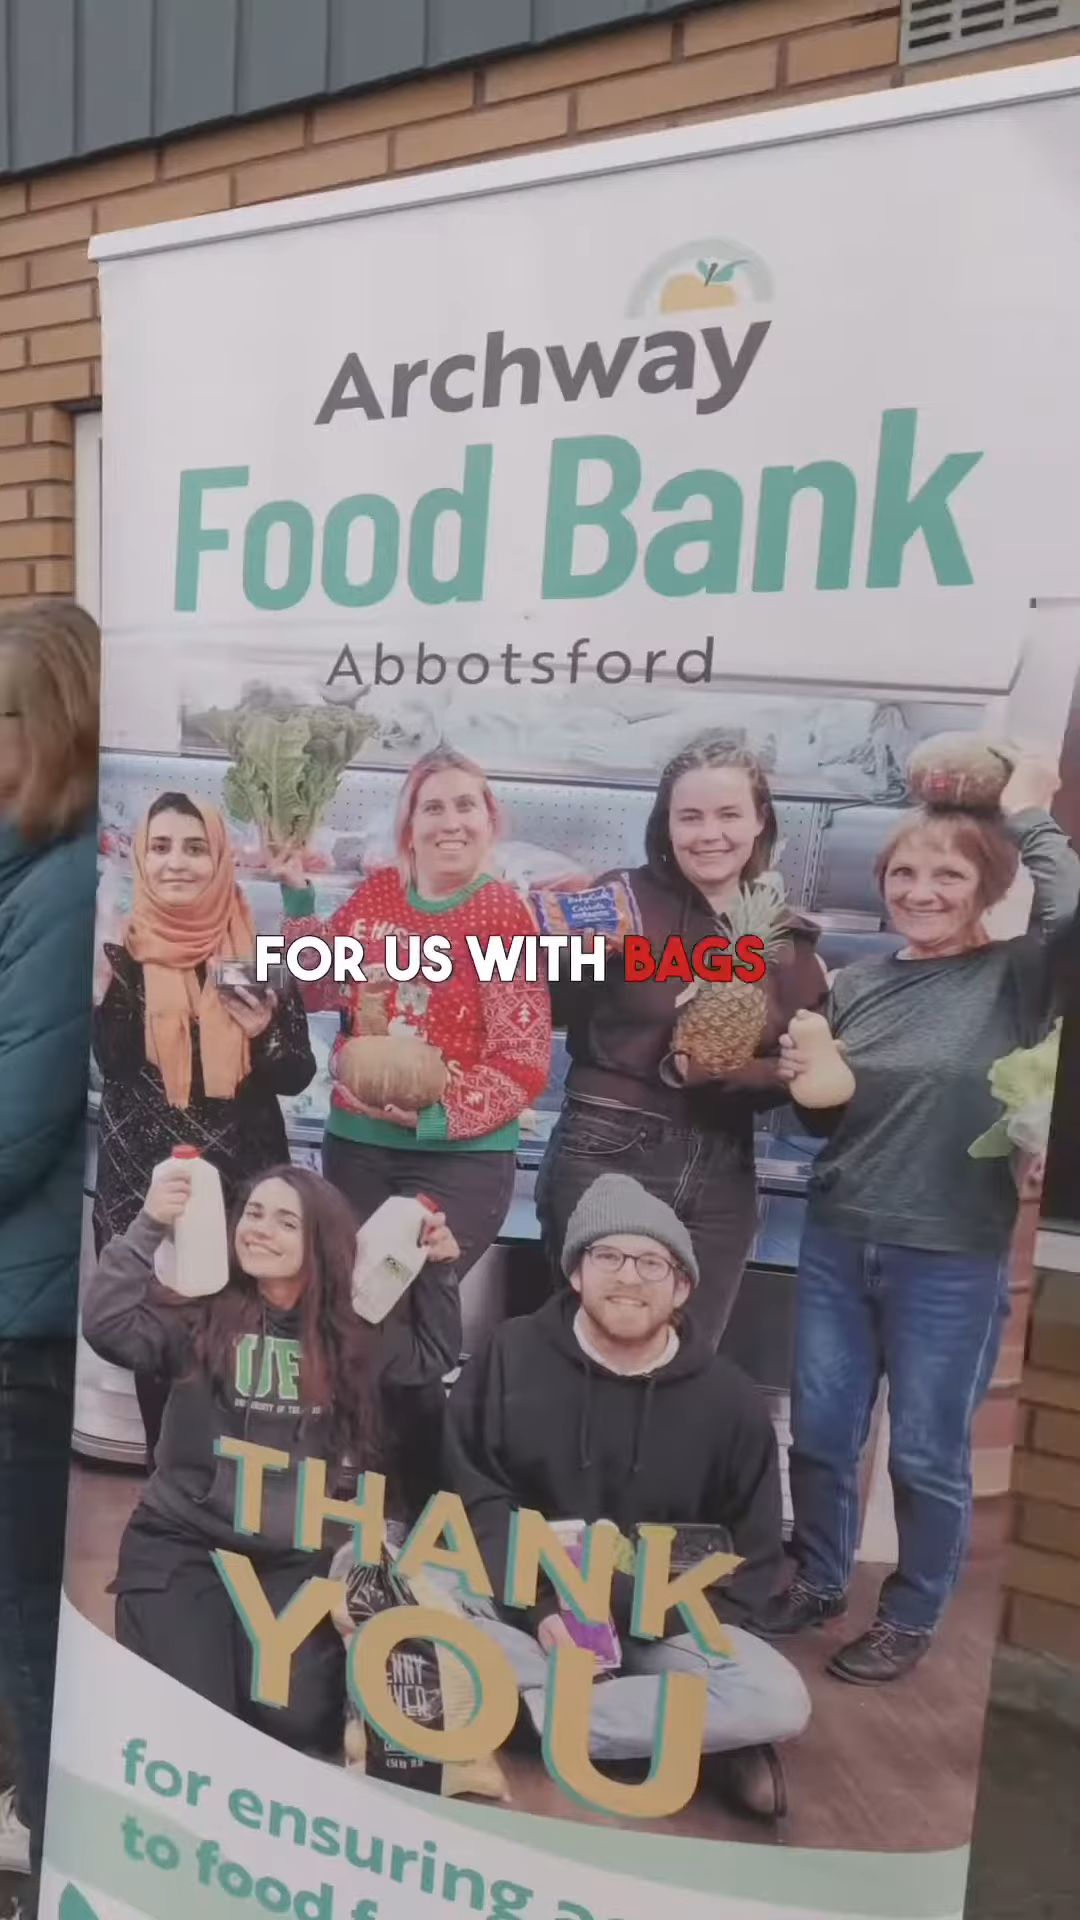 Archway
Food Bank
Abbotsford
FOR US WITH BAGS
THANK
YOU
for ensuring
to food